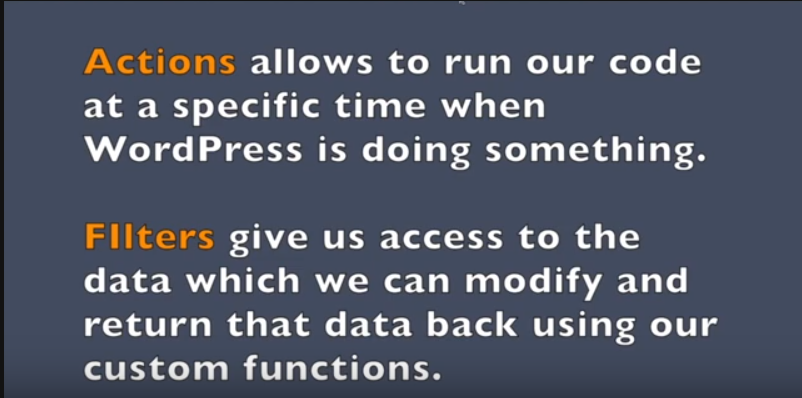 Actions allows to run our code
at a specific time when
WordPress is doing something.
FIlters give us access to the
data which we can modify and
return that data back using our
custom functions.